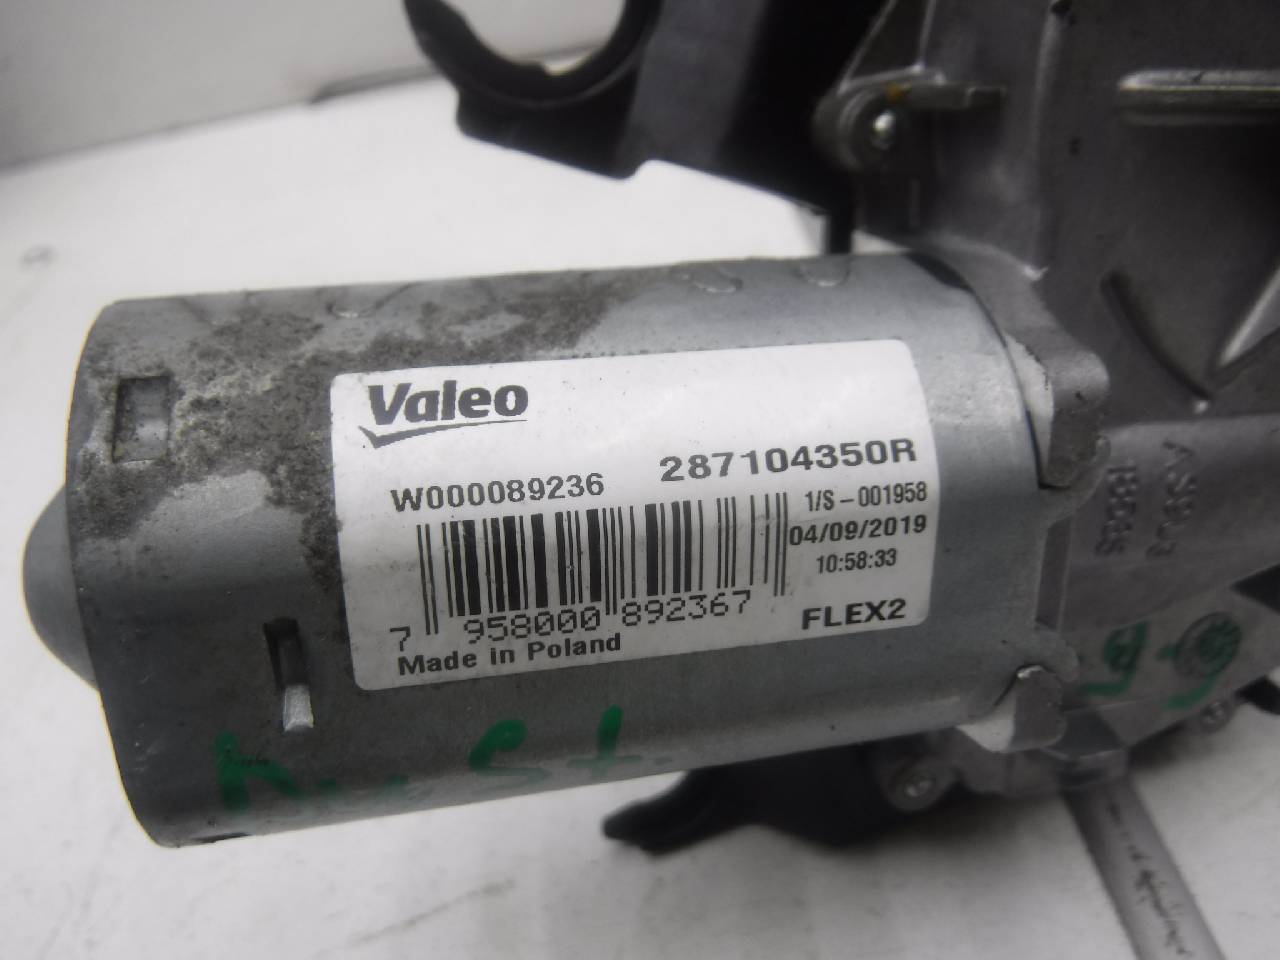 Valeo
W000089236 287104350R
1/S-001958
04/09/2019
10:58:33
7 958000 892367
FLEX2
Made in Poland